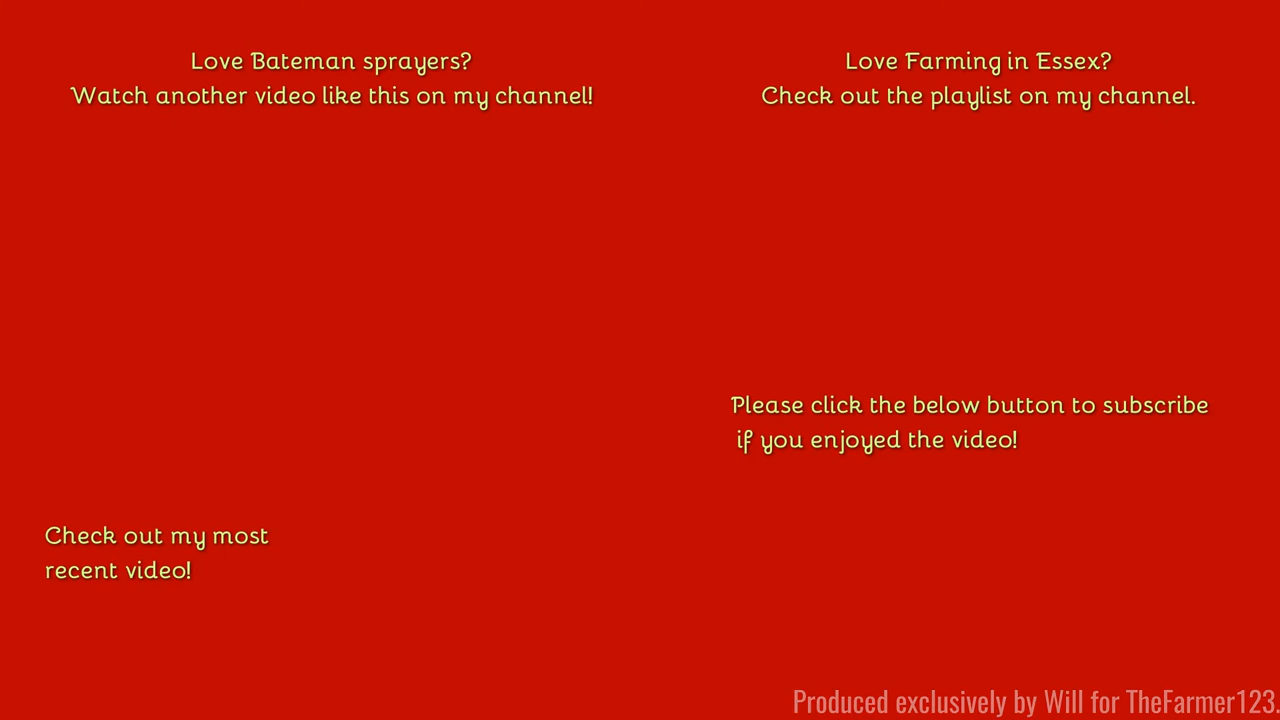 Love Bateman sprayers?
Watch another video like this on my channel!
Love Farming in Essex?
Check out the playlist on my channel.
Please click the below button to subscribe
if you enjoyed the video!
Check out my most
recent video!
Produced exclusively by Will for TheFarmer123.